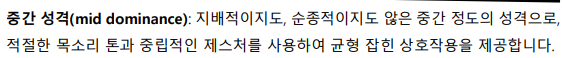 중간 성격(mid dominance): 지배적이지도, 순종적이지도 않은 중간 정도의 성격으로,
적절한 목소리 톤과 중립적인 제스처를 사용하여 균형 잡힌 상호작용을 제공합니다.